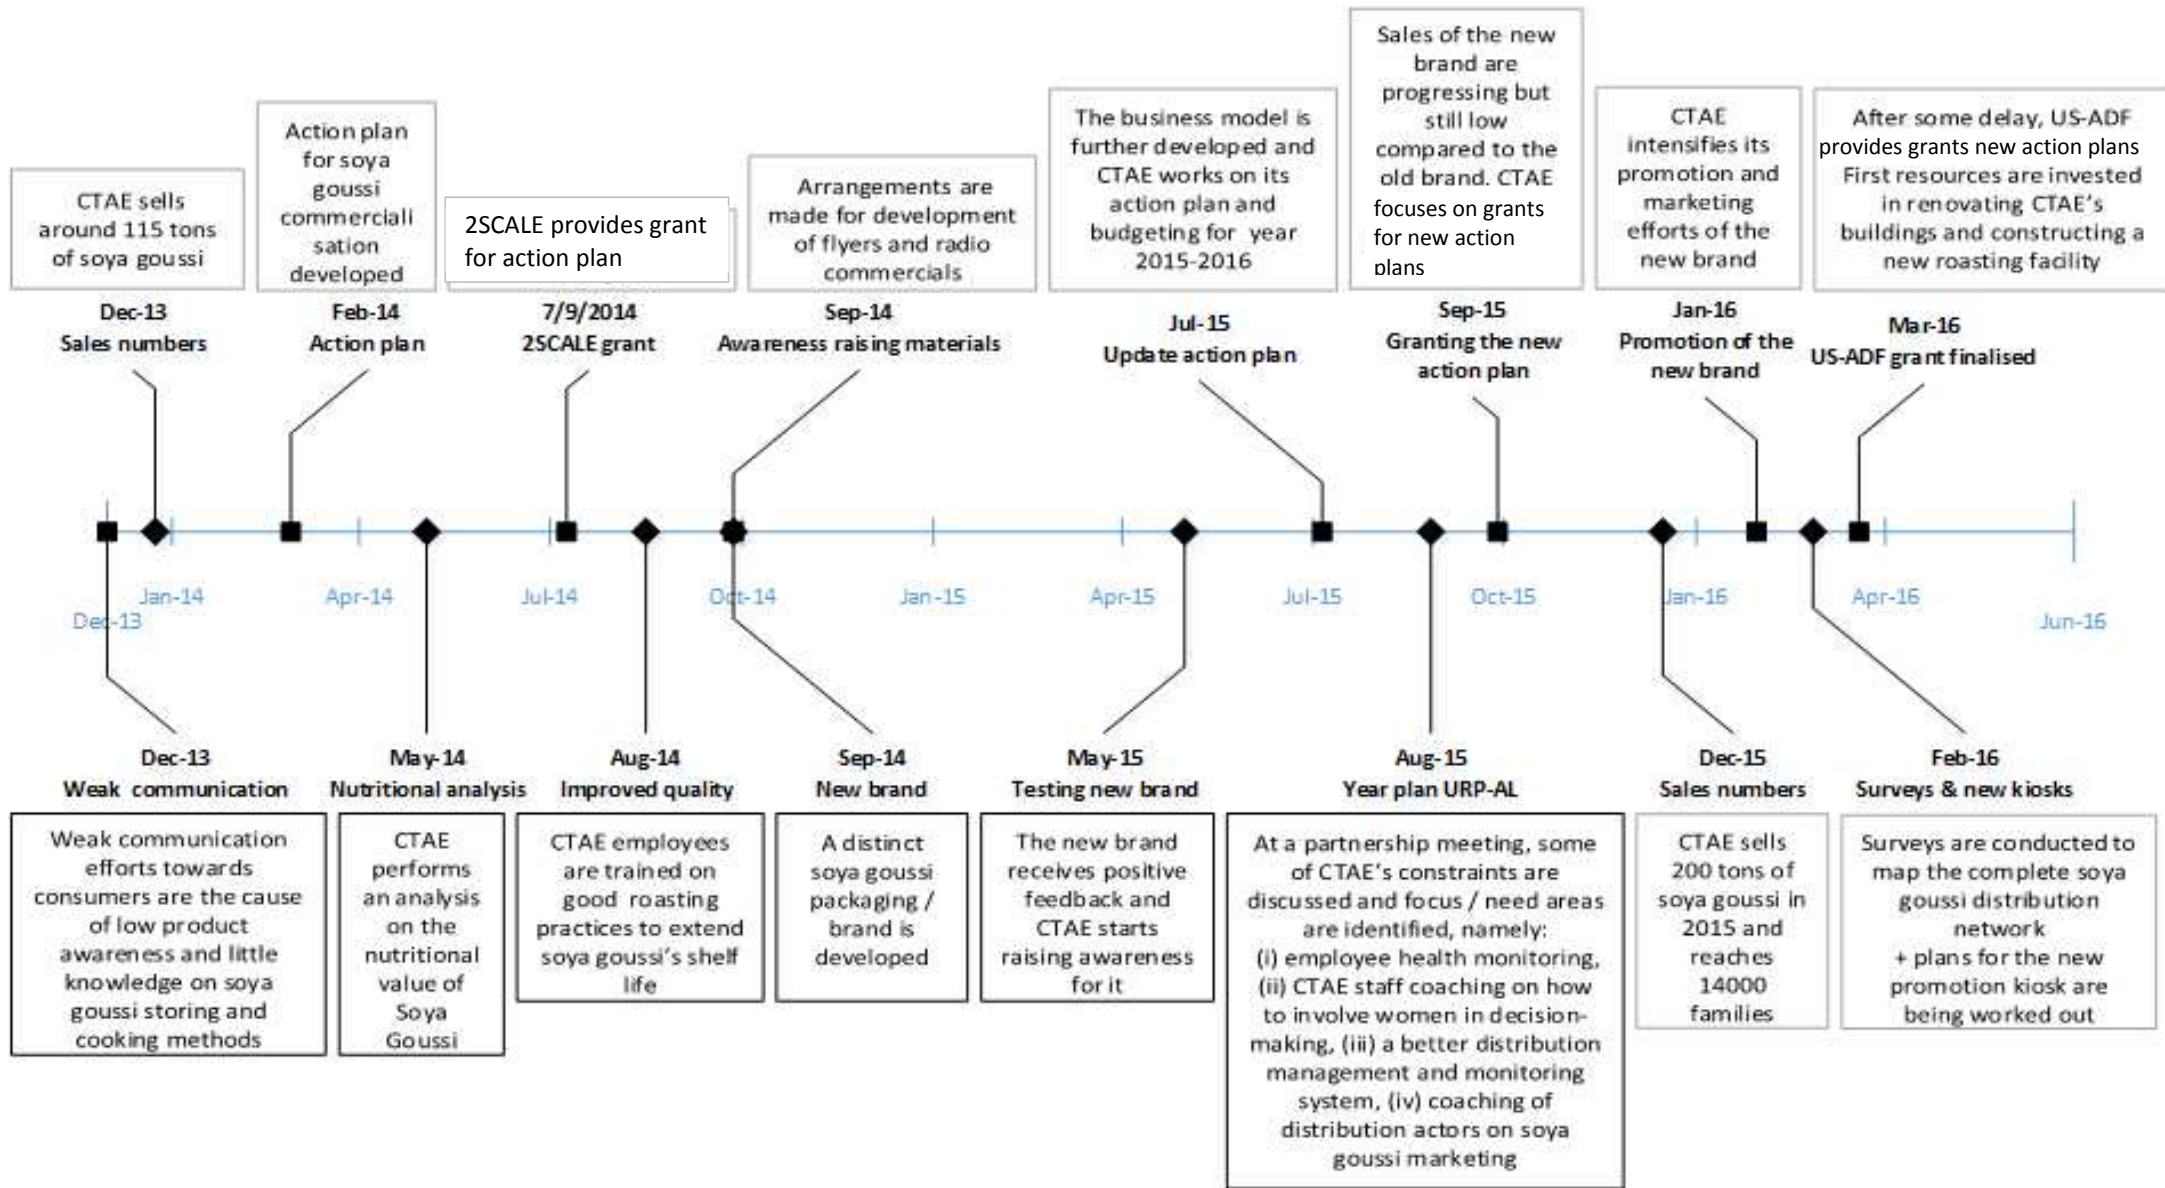 CTAE sells
around 115 tons
of soya goussi
Dec-13
Sales numbers
Action plan
for soya
goussi
commerciali
sation
developed
Feb-14
Action plan
2SCALE provides grant
for action plan
7/9/2014
2SCALE grant
Arrangements are
made for development
of flyers and radio
commercials
Sep-14
Awareness raising materials
The business model is
further developed and
CTAE works on its
action plan and
budgeting for year
2015-2016
Jul-15
Update action plan
Sales of the new
brand are
progressing but
still low
compared to the
old brand. CTAE
focuses on grants
for new action
plans
Sep-15
Granting the new
action plan
CTAE
intensifies its
promotion and
marketing
efforts of the
new brand
Jan-16
Promotion of the
new brand
After some delay, US-ADF
provides grants new action plans
First resources are invested
in renovating CTAE's
buildings and constructing a
new roasting facility
Mar-16
US-ADF grant finalised
Dec-13
Jan-14
Apr-14
Jul-14
Oct-14
Jan-15
Apr-15
Jul-15
Oct-15
Jan-16
Apr-16
Jun-16
Dec-13
Weak communication
Weak communication
efforts towards
consumers are the cause
of low product
awareness and little
knowledge on soya
goussi storing and
cooking methods
May-14
Nutritional analysis
CTAE
performs
an analysis
on the
nutritional
value of
Soya
Goussi
Aug-14
Improved quality
CTAE employees
are trained on
good roasting
practices to extend
soya goussi's shelf
life
Sep-14
New brand
A distinct
soya goussi
packaging /
brand is
developed
May-15
Testing new brand
The new brand
receives positive
feedback and
CTAE starts
raising awareness
for it
Aug-15
Year plan URP-AL
At a partnership meeting, some
of CTAE's constraints are
discussed and focus / need areas
are identified, namely:
(i) employee health monitoring,
(ii) CTAE staff coaching on how
to involve women in decision-
making, (iii) a better distribution
management and monitoring
system, (iv) coaching of
distribution actors on soya
goussi marketing
Dec-15
Sales numbers
CTAE sells
200 tons of
soya goussi in
2015 and
reaches
14000
families
Feb-16
Surveys & new kiosks
Surveys are conducted to
map the complete soya
goussi distribution
network
+ plans for the new
promotion kiosk are
being worked out